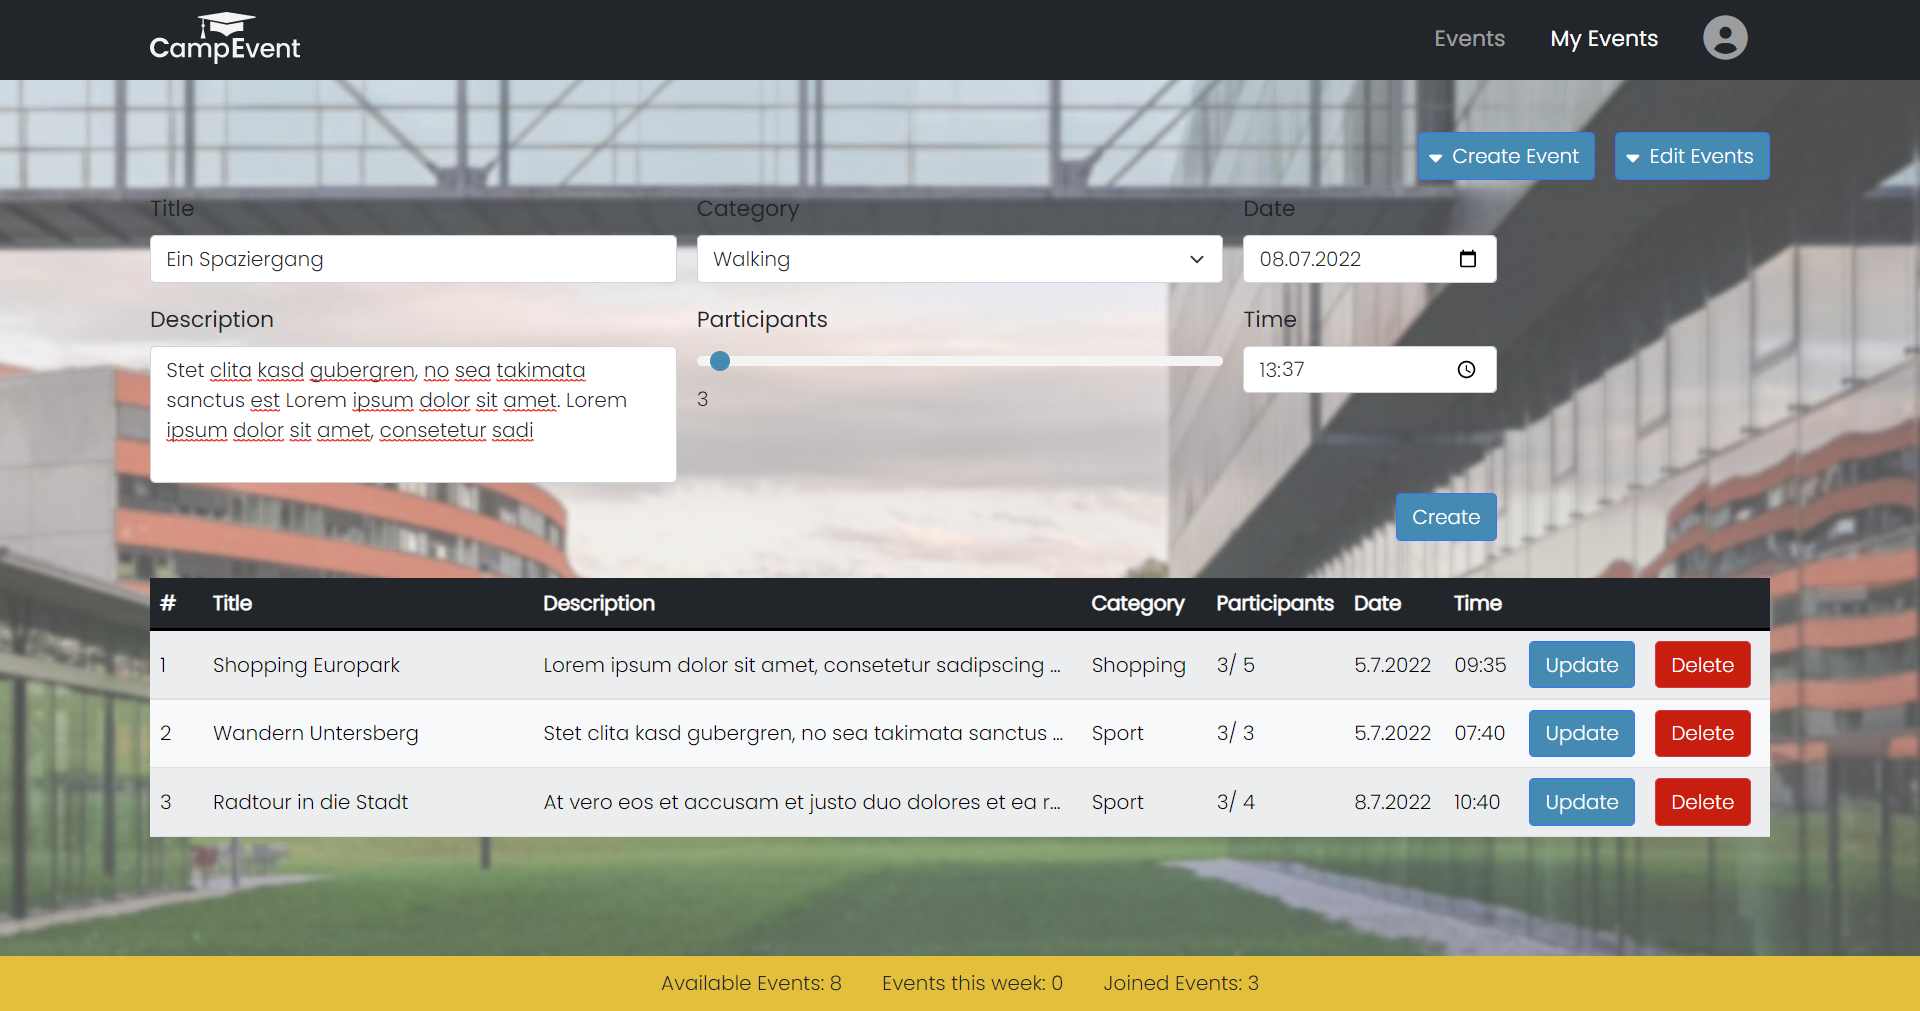 CampEvent
Events My Events
Create Event Edit Events
Title Category Date
Ein Spaziergang Walking 08.07.2022
Description Participants Time
Stet clita kasd gubergren, no sea takimata
sanctus est Lorem ipsum dolor sit amet. Lorem
ipsum dolor sit amet, consetetur sadi
3
13:37
Create
# Title Description Category Participants Date Time
1 Shopping Europark Lorem ipsum dolor sit amet, consetetur sadipscing ... Shopping 3/ 5 5.7.2022 09:35 Update Delete
2 Wandern Untersberg Stet clita kasd gubergren, no sea takimata sanctus ... Sport 3/ 3 5.7.2022 07:40 Update Delete
3 Radtour in die Stadt At vero eos et accusam et justo duo dolores et ea r... Sport 3/ 4 8.7.2022 10:40 Update Delete
Available Events: 8 Events this week: 0 Joined Events: 3